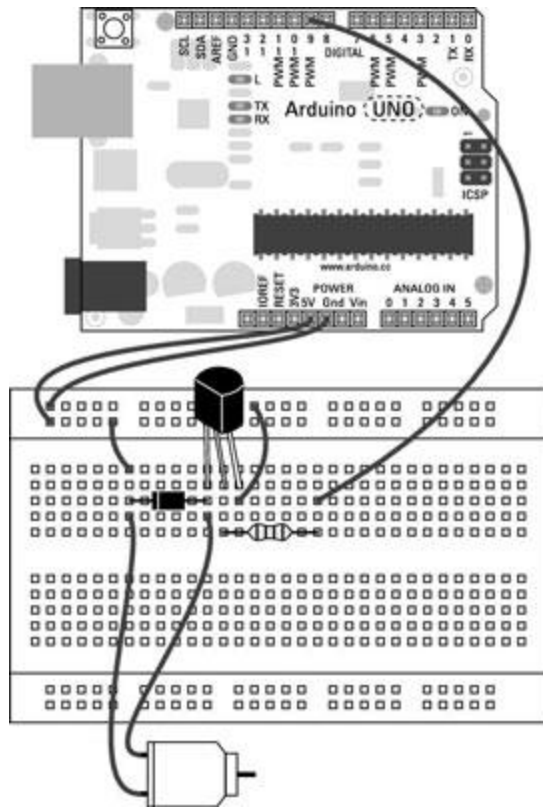 SCL
SDA
AREF
GND
13
12
11 PWM
10 PWM
9 PWM
8
DIGITAL
7
6 PWM
5 PWM
4
3 PWM
2
1 TX
0 RX
L
TX
RX
Arduino UNO
ON
1
ICSP
www.arduino.cc
POWER
ANALOG IN
IOREF
RESET
3V3
5V
Gnd
Vin
0
1
2
3
4
5